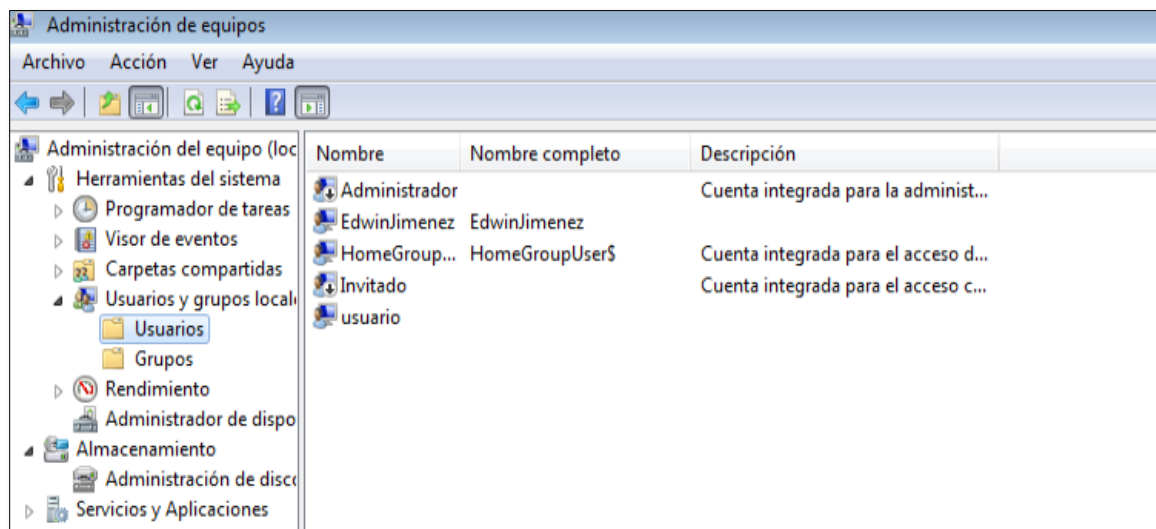 Administración de equipos
Archivo Acción Ver Ayuda
Administración del equipo (loc
Herramientas del sistema
Programador de tareas
Visor de eventos
Carpetas compartidas
Usuarios y grupos local
Usuarios
Grupos
Rendimiento
Administrador de dispo
Almacenamiento
Administración de disc
Servicios y Aplicaciones
Nombre Nombre completo Descripción
Administrador Cuenta integrada para la administ...
EdwinJimenez EdwinJimenez
HomeGroup... HomeGroupUser$ Cuenta integrada para el acceso d...
Invitado Cuenta integrada para el acceso c...
usuario